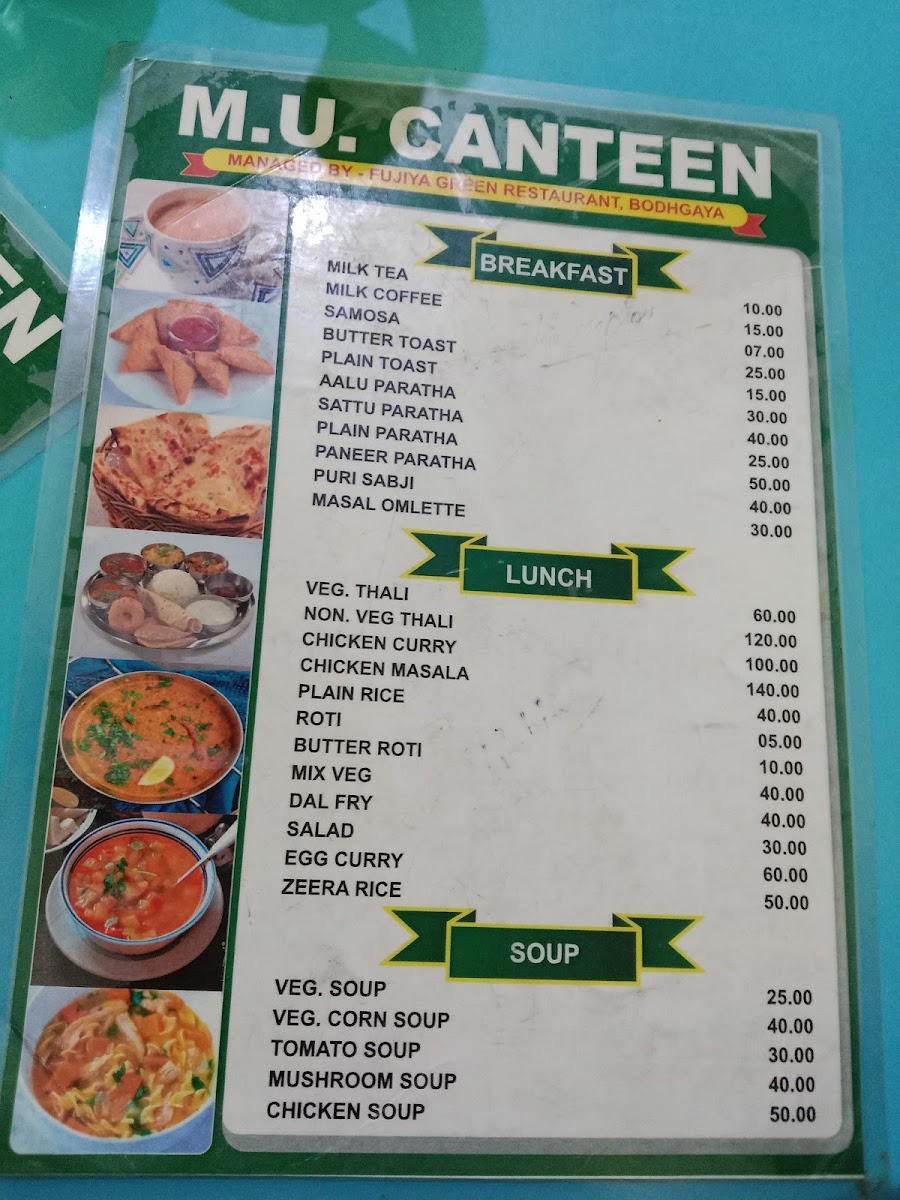 M.U. CANTEEN
MANAGED BY - FUJIYA GREEN RESTAURANT, BODHGAYA
BREAKFAST
MILK TEA 10.00
MILK COFFEE 15.00
SAMOSA 07.00
BUTTER TOAST 25.00
PLAIN TOAST 15.00
AALU PARATHA 30.00
SATTU PARATHA 40.00
PLAIN PARATHA 25.00
PANEER PARATHA 50.00
PURI SABJI 40.00
MASAL OMLETTE 30.00
LUNCH
VEG. THALI 60.00
NON. VEG THALI 120.00
CHICKEN CURRY 100.00
CHICKEN MASALA 140.00
PLAIN RICE 40.00
ROTI 05.00
BUTTER ROTI 10.00
MIX VEG 40.00
DAL FRY 40.00
SALAD 30.00
EGG CURRY 60.00
ZEERA RICE 50.00
SOUP
VEG. SOUP 25.00
VEG. CORN SOUP 40.00
TOMATO SOUP 30.00
MUSHROOM SOUP 40.00
CHICKEN SOUP 50.00
EEN